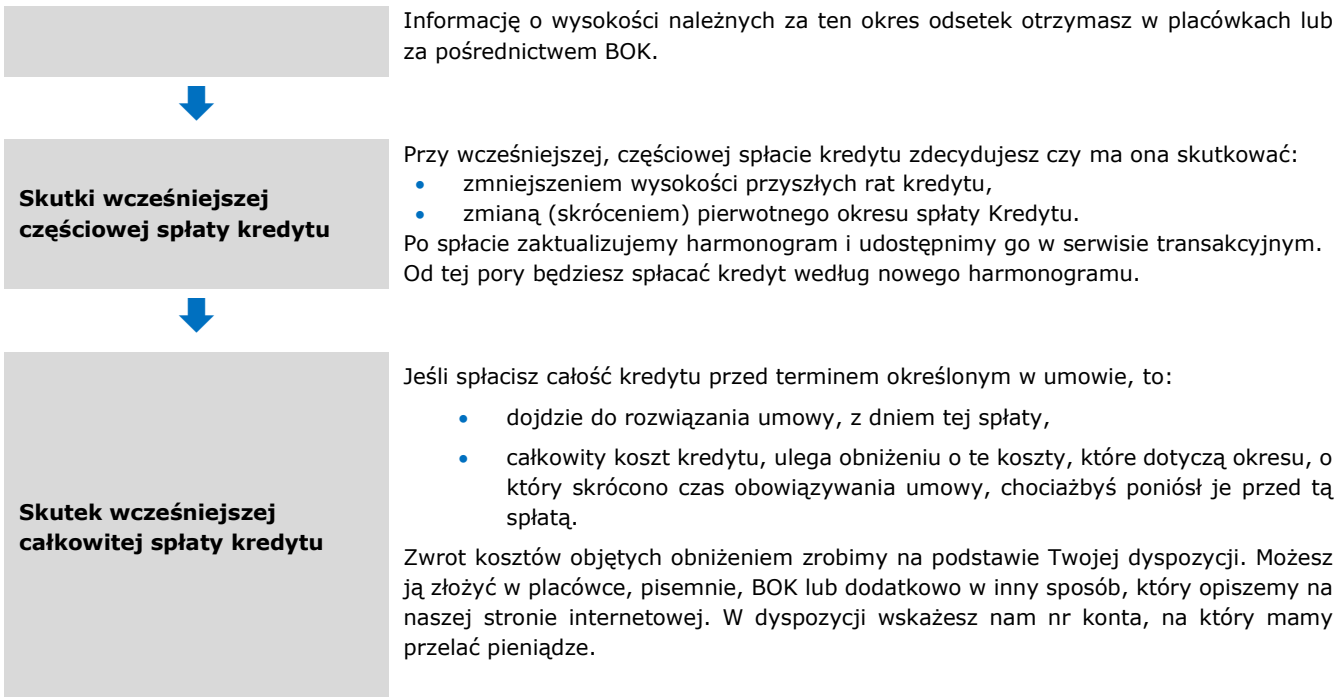 Informację o wysokości należnych za ten okres odsetek otrzymasz w placówkach lub
za pośrednictwem BOK.
Skutki wcześniejszej
częściowej spłaty kredytu
Przy wcześniejszej, częściowej spłacie kredytu zdecydujesz czy ma ona skutkować:
• zmniejszeniem wysokości przyszłych rat kredytu,
• zmianą (skróceniem) pierwotnego okresu spłaty Kredytu.
Po spłacie zaktualizujemy harmonogram i udostępnimy go w serwisie transakcyjnym.
Od tej pory będziesz spłacać kredyt według nowego harmonogramu.
Skutek wcześniejszej
całkowitej spłaty kredytu
Jeśli spłacisz całość kredytu przed terminem określonym w umowie, to:
• dojdzie do rozwiązania umowy, z dniem tej spłaty,
• całkowity koszt kredytu, ulega obniżeniu o te koszty, które dotyczą okresu, o
który skrócono czas obowiązywania umowy, chociażbyś poniósł je przed tą
spłatą.
Zwrot kosztów objętych obniżeniem zrobimy na podstawie Twojej dyspozycji. Możesz
ją złożyć w placówce, pisemnie, BOK lub dodatkowo w inny sposób, który opiszemy na
naszej stronie internetowej. W dyspozycji wskażesz nam nr konta, na który mamy
przelać pieniądze.